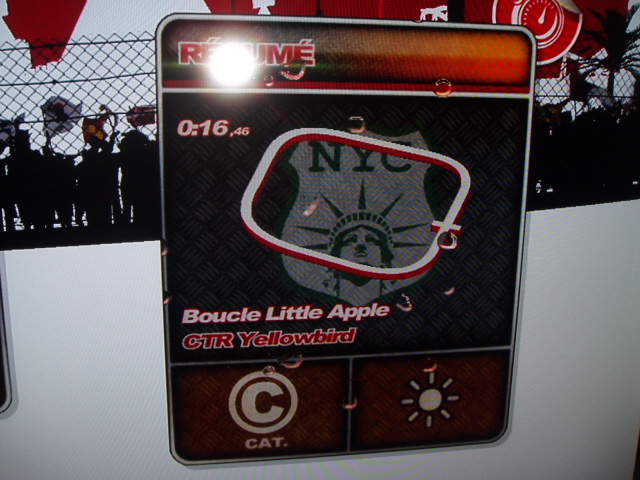 RÉSUMÉ
0:16,46
NYC
Boucle Little Apple
CTR Yellowbird
C
CAT.